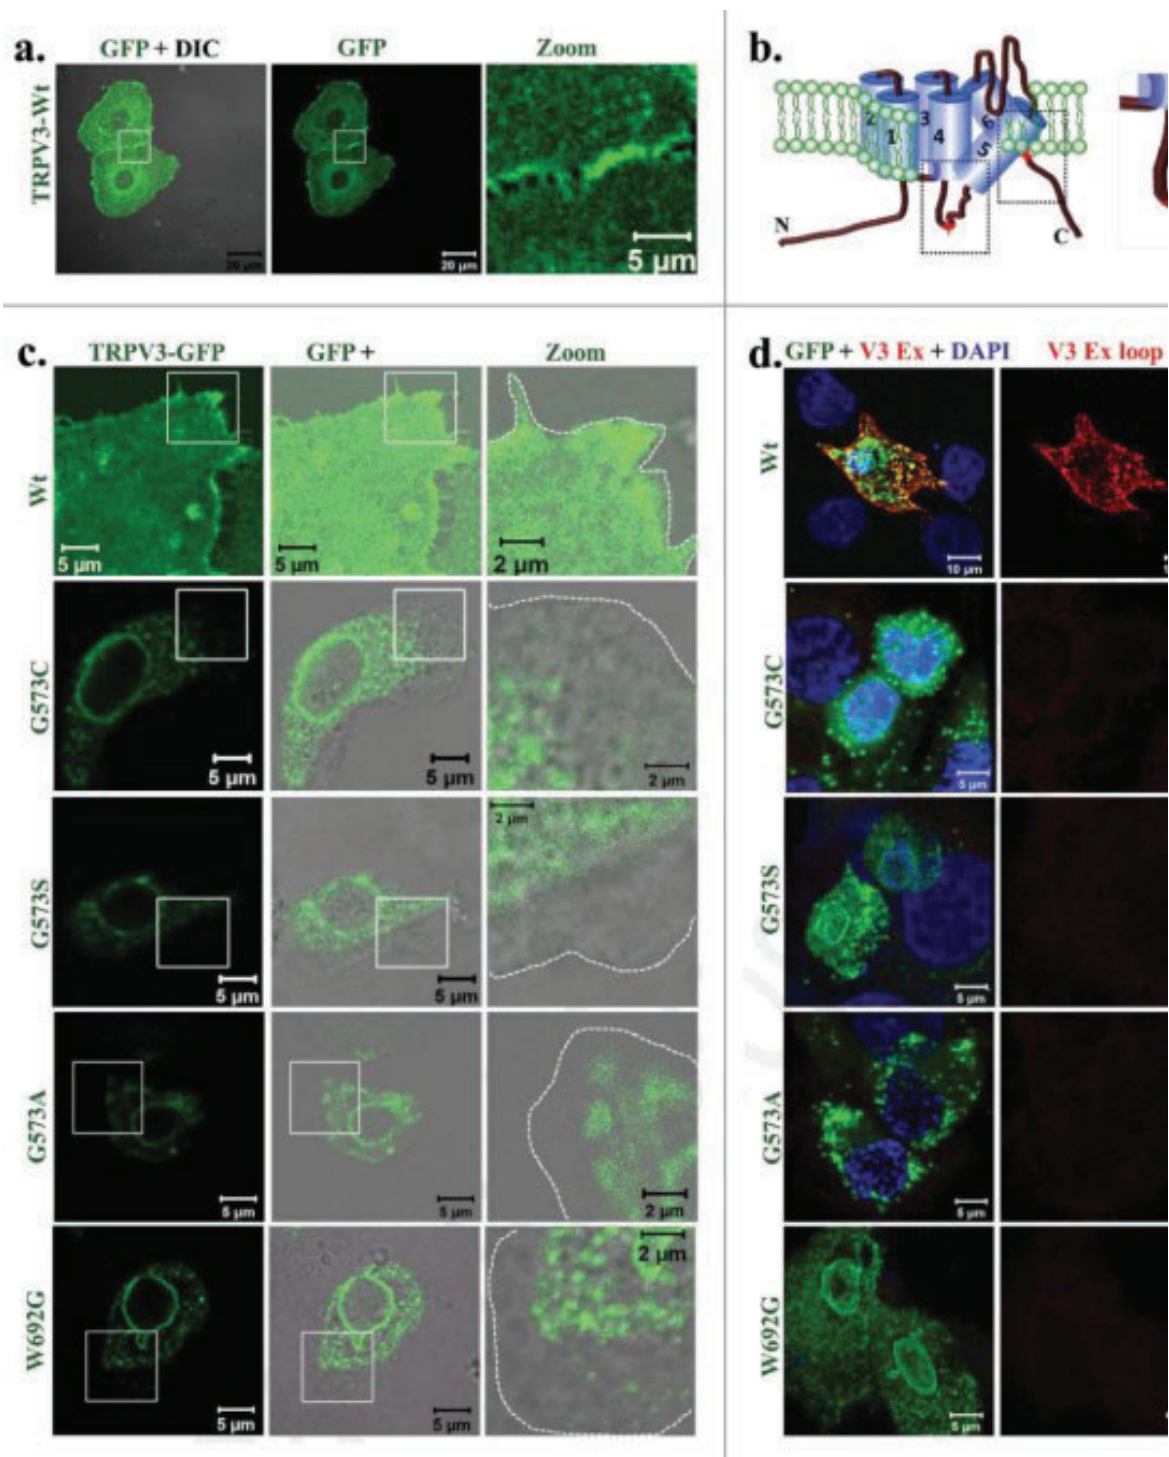 a.
GFP + DIC
GFP
Zoom
TRPV3-Wt
20 µm
20 µm
5 µm
b.
2
1
3
4
6
5
N
C
c.
TRPV3-GFP
GFP +
Zoom
Wt
5 µm
5 µm
2 µm
G573C
5 µm
5 µm
2 µm
G573S
5 µm
5 µm
2 µm
G573A
5 µm
5 µm
2 µm
W692G
5 µm
5 µm
2 µm
d.
GFP + V3 Ex + DAPI
V3 Ex loop
Wt
10 µm
G573C
5 µm
G573S
5 µm
G573A
5 µm
W692G
5 µm